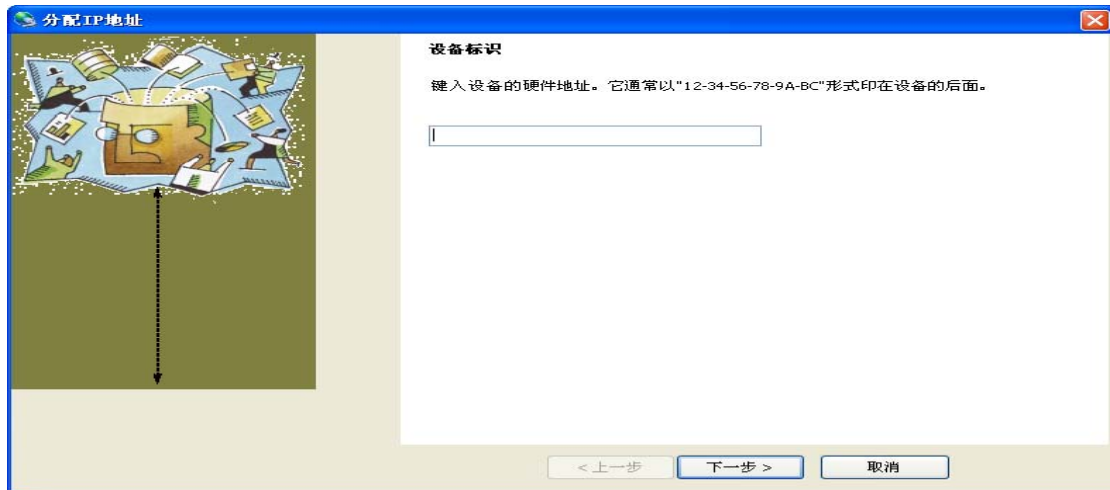 分配IP地址
设备标识
键入设备的硬件地址。它通常以"12-34-56-78-9A-BC"形式印在设备的后面。
<上一步
下一步>
取消